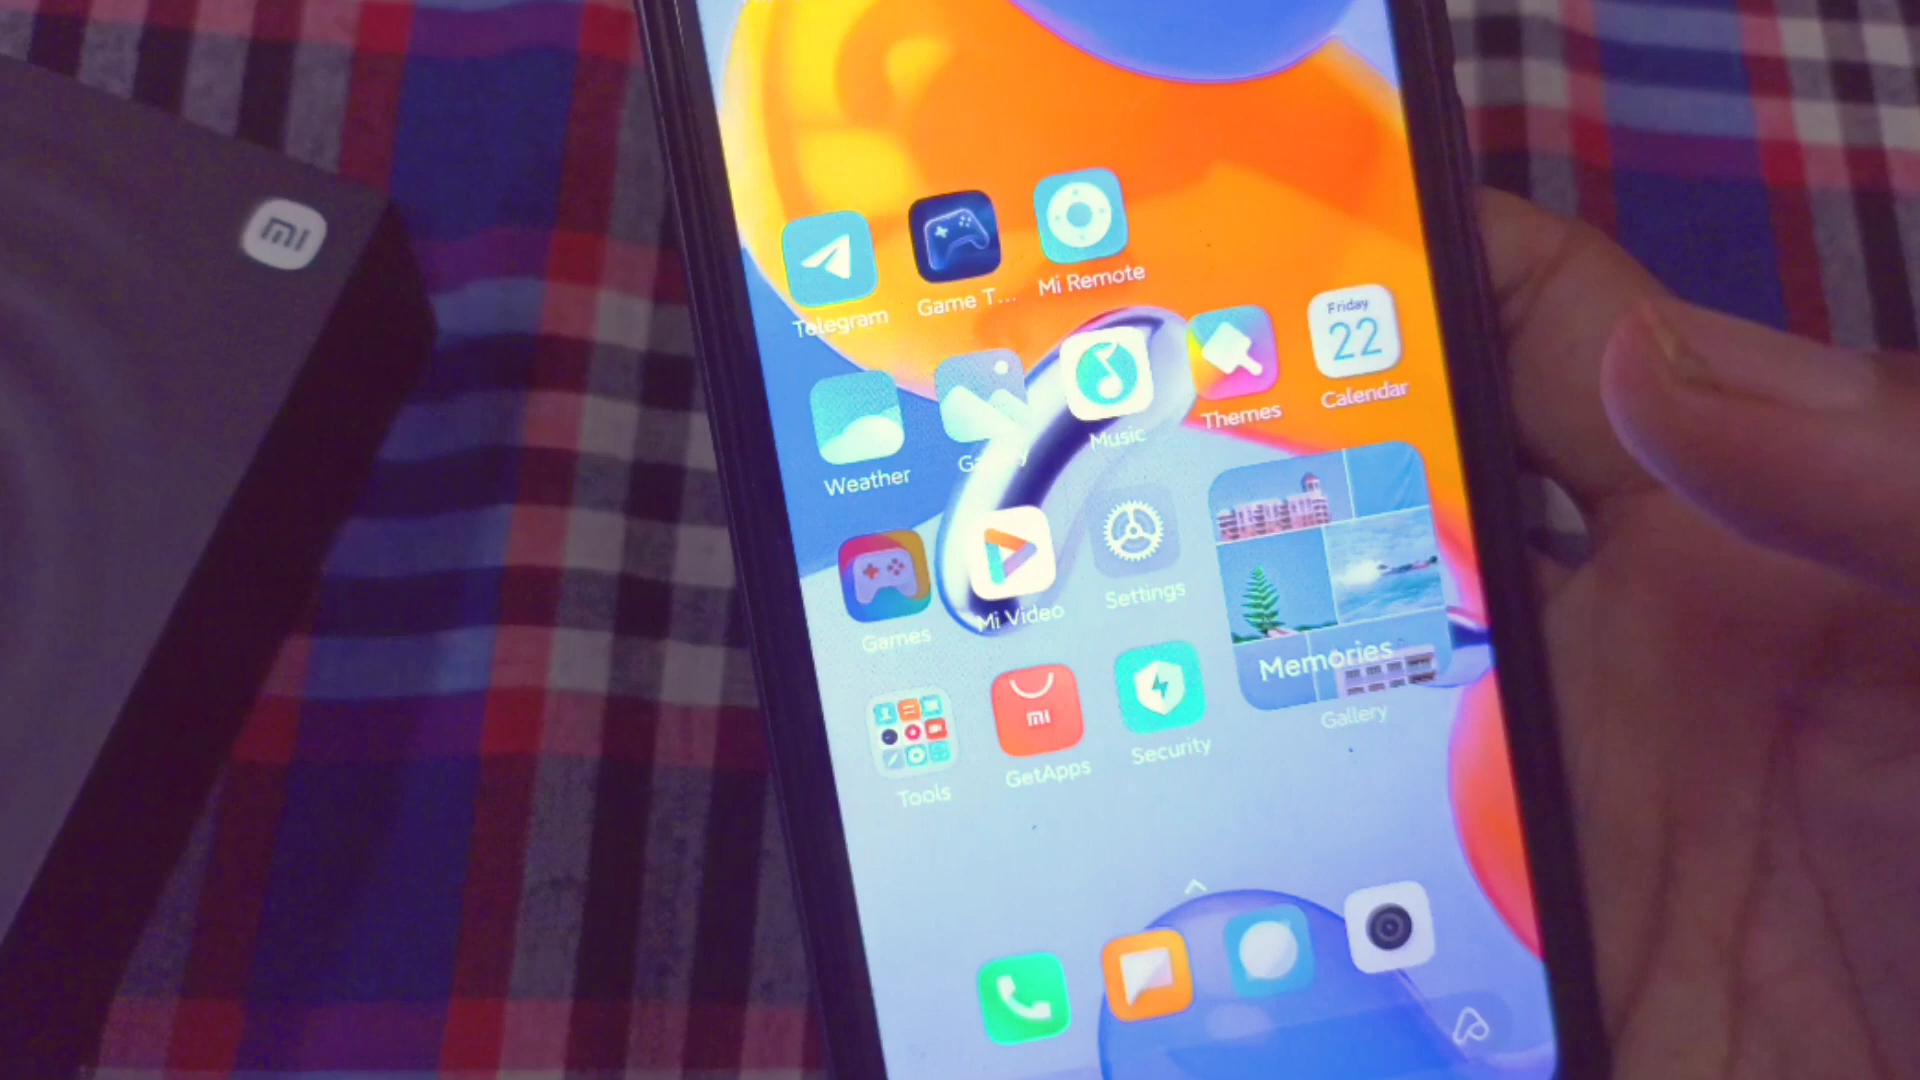 mi
Telegram
Game T...
Mi Remote
Weather
Gallery
Music
Themes
Friday
22
Calendar
Games
Mi Video
Settings
Memories
Gallery
Tools
mi
GetApps
Security